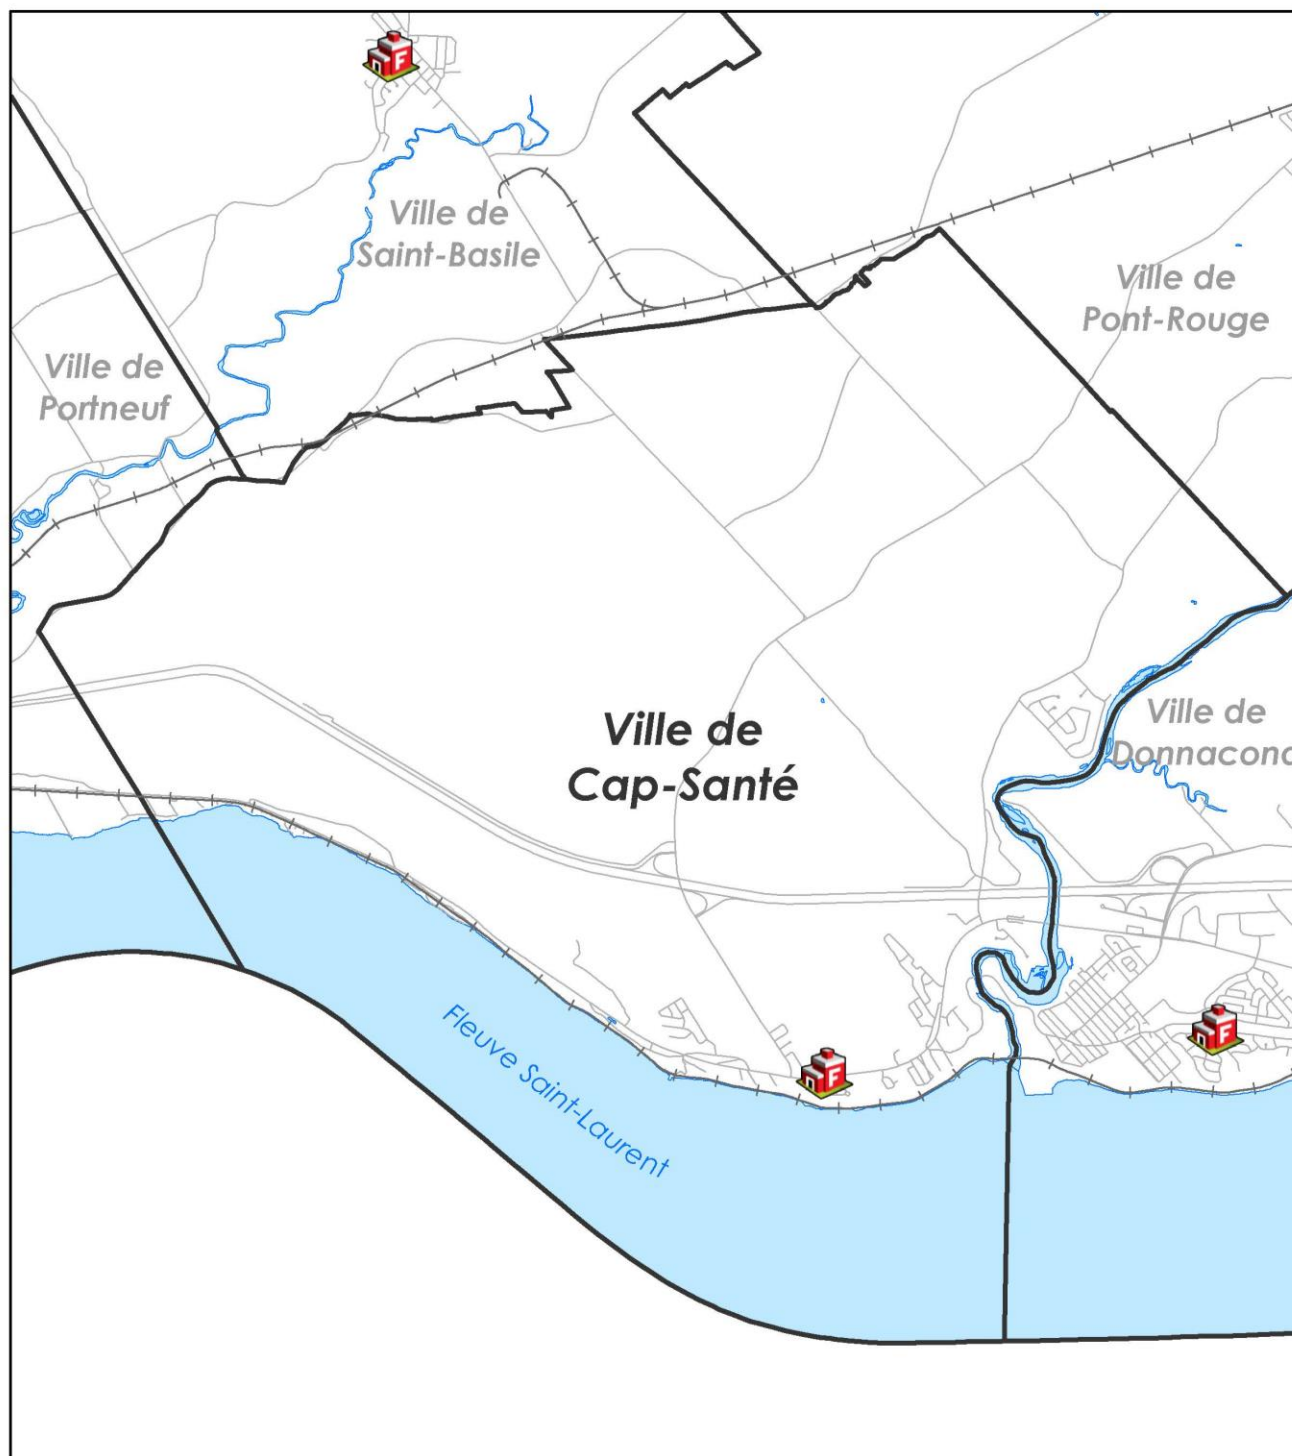 F
Ville de
Saint-Basile
Ville de
Pont-Rouge
Ville de
Portneuf
Ville de
Cap-Santé
Ville de
Donnacona
Fleuve Saint-Laurent
F
F